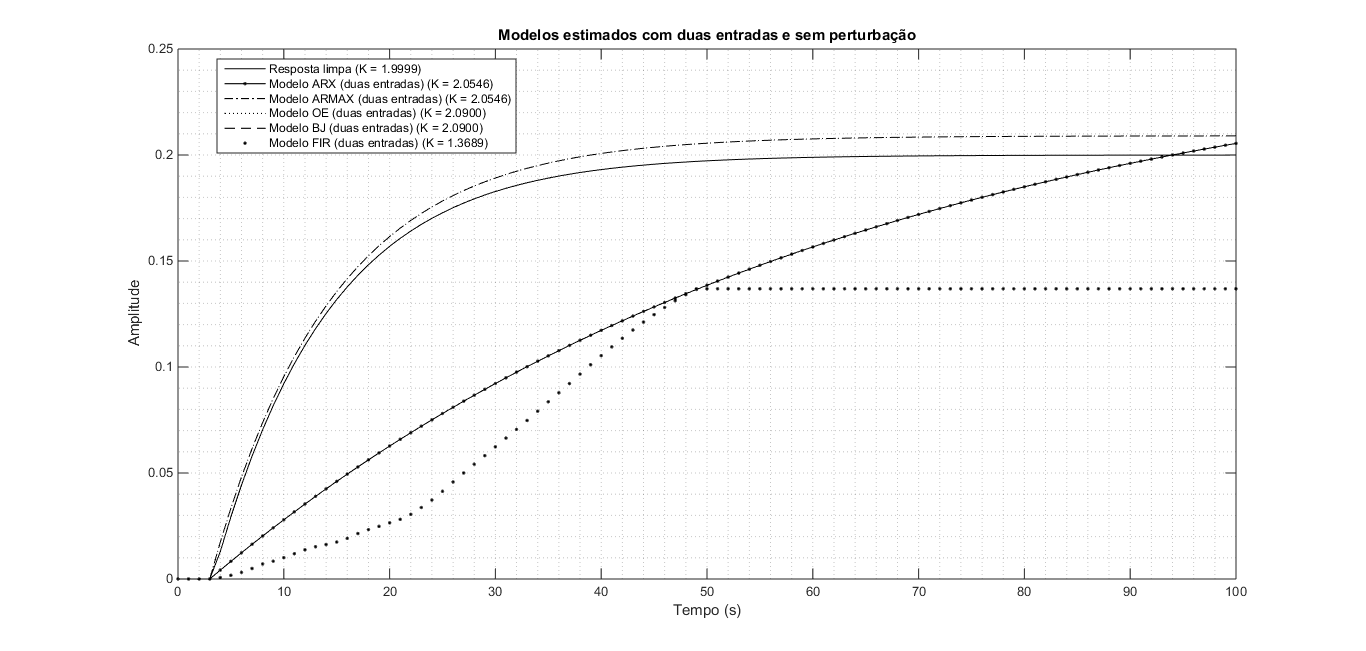 Modelos estimados com duas entradas e sem perturbação
0.25
0.2
0.15
0.1
0.05
0
Amplitude
Resposta limpa (K = 1.9999)
Modelo ARX (duas entradas) (K = 2.0546)
Modelo ARMAX (duas entradas) (K = 2.0546)
Modelo OE (duas entradas) (K = 2.0900)
Modelo BJ (duas entradas) (K = 2.0900)
Modelo FIR (duas entradas) (K = 1.3689)
0 10 20 30 40 50 60 70 80 90 100
Tempo (s)